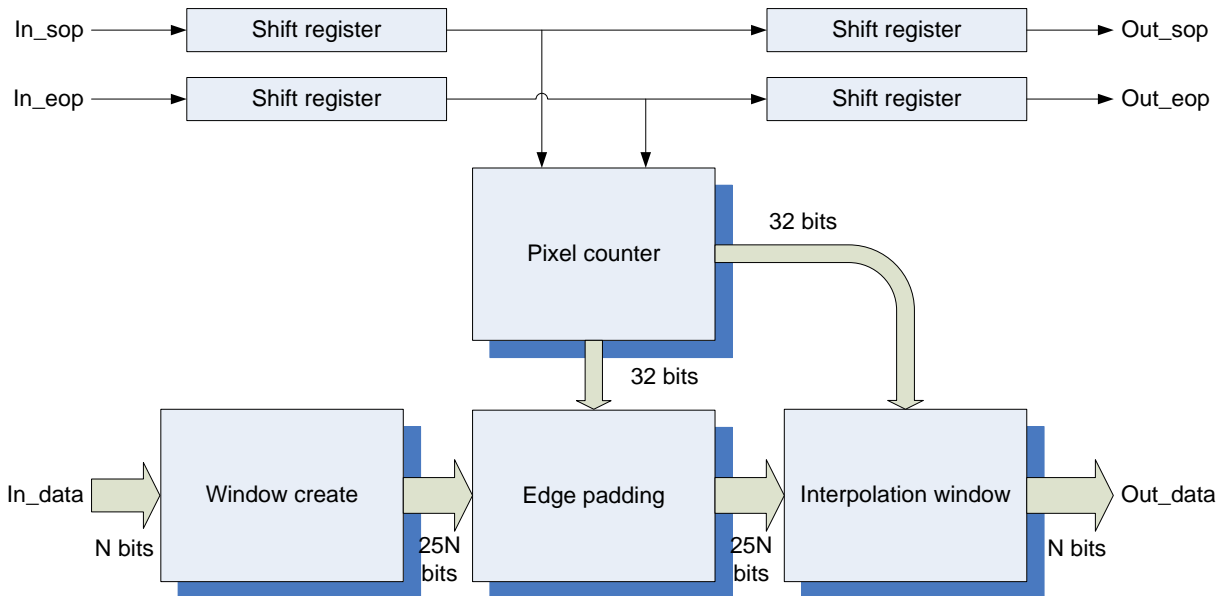 In_sop
Shift register
Shift register
Out_sop
In_eop
Shift register
Shift register
Out_eop
Pixel counter
32 bits
32 bits
In_data
N bits
Window create
25N
bits
Edge padding
25N
bits
Interpolation window
N bits
Out_data